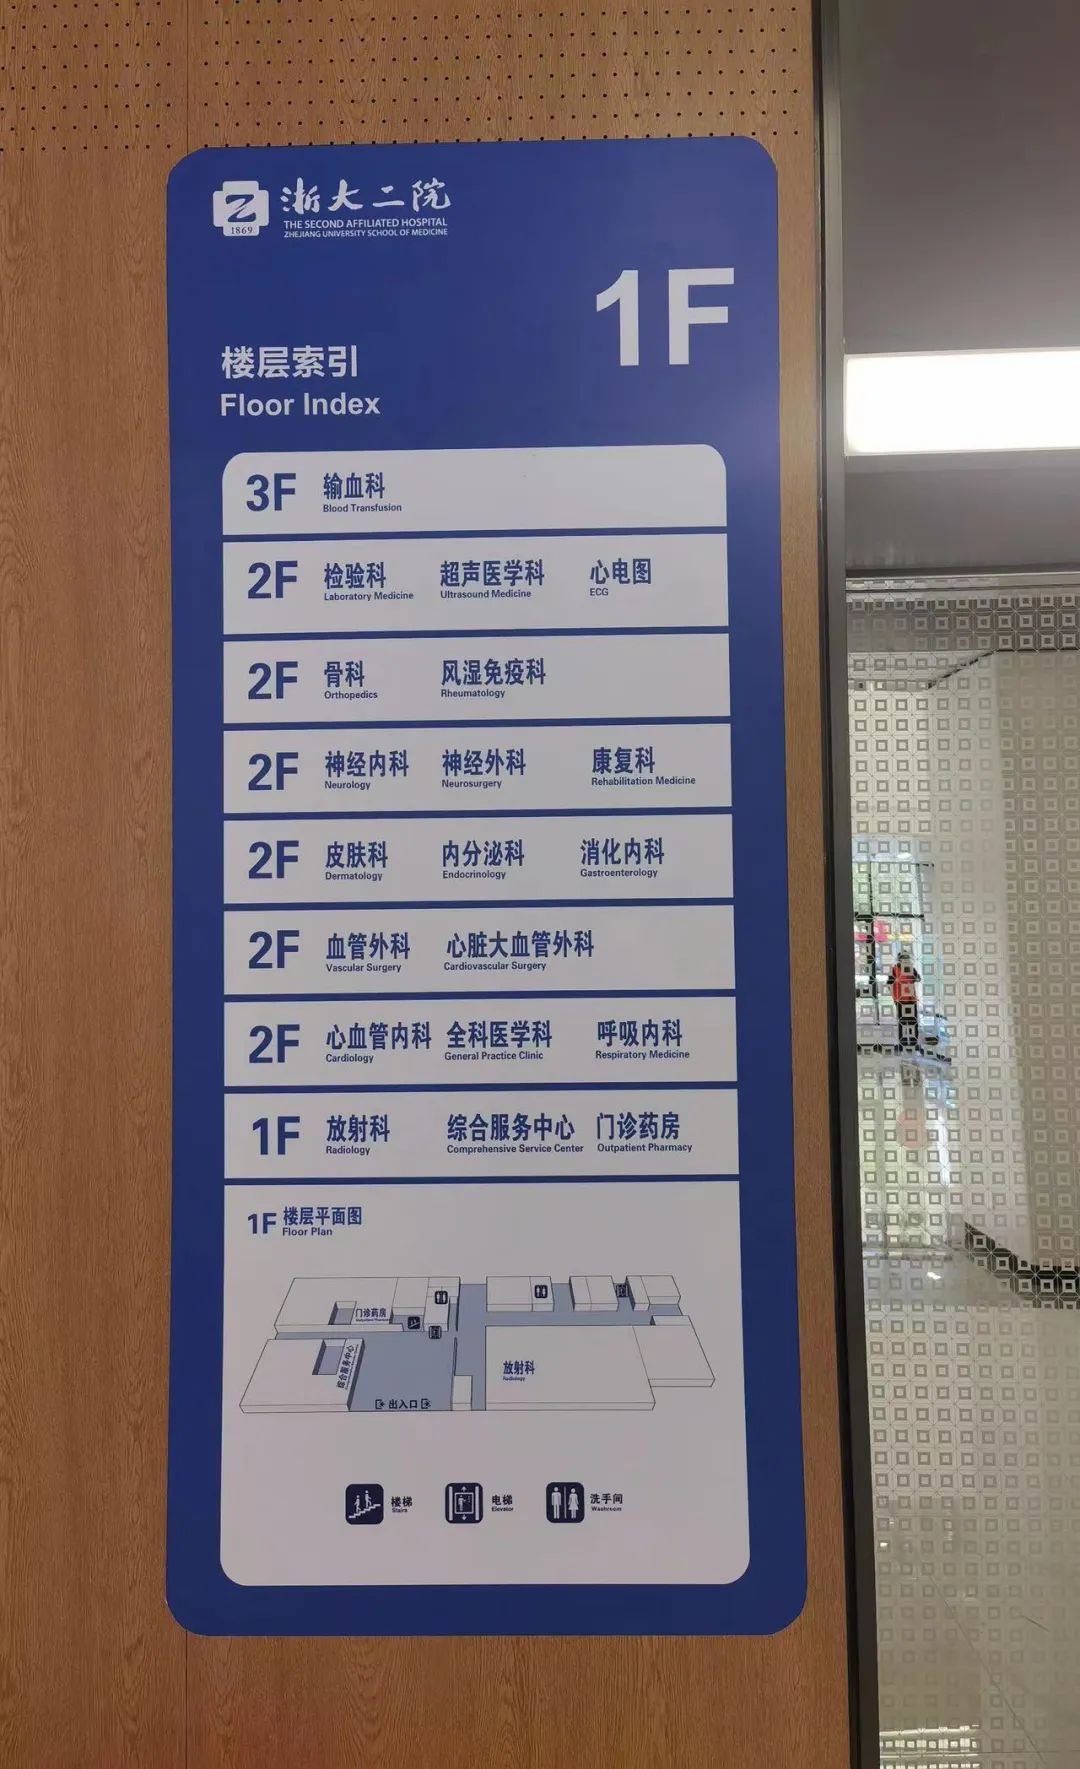 浙大二院
1869
THE SECOND AFFILIATED HOSPITAL
ZHEJIANG UNIVERSITY SCHOOL OF MEDICINE
1F
楼层索引
Floor Index
3F 输血科
Blood Transfusion
2F 检验科 超声医学科 心电图
Laboratory Medicine Ultrasound Medicine ECG
2F 骨科 风湿免疫科
Orthopedics Rheumatology
2F 神经内科 神经外科 康复科
Neurology Neurosurgery Rehabilitation Medicine
2F 皮肤科 内分泌科 消化内科
Dermatology Endocrinology Gastroenterology
2F 血管外科 心脏大血管外科
Vascular Surgery Cardiovascular Surgery
2F 心血管内科 全科医学科 呼吸内科
Cardiology General Practice Clinic Respiratory Medicine
1F 放射科 综合服务中心 门诊药房
Radiology Comprehensive Service Center Outpatient Pharmacy
1F 楼层平面图
Floor Plan
门诊药房
综合服务中心
放射科
Radiology
出入口
楼梯 电梯 洗手间
Stairs Elevator Washroom